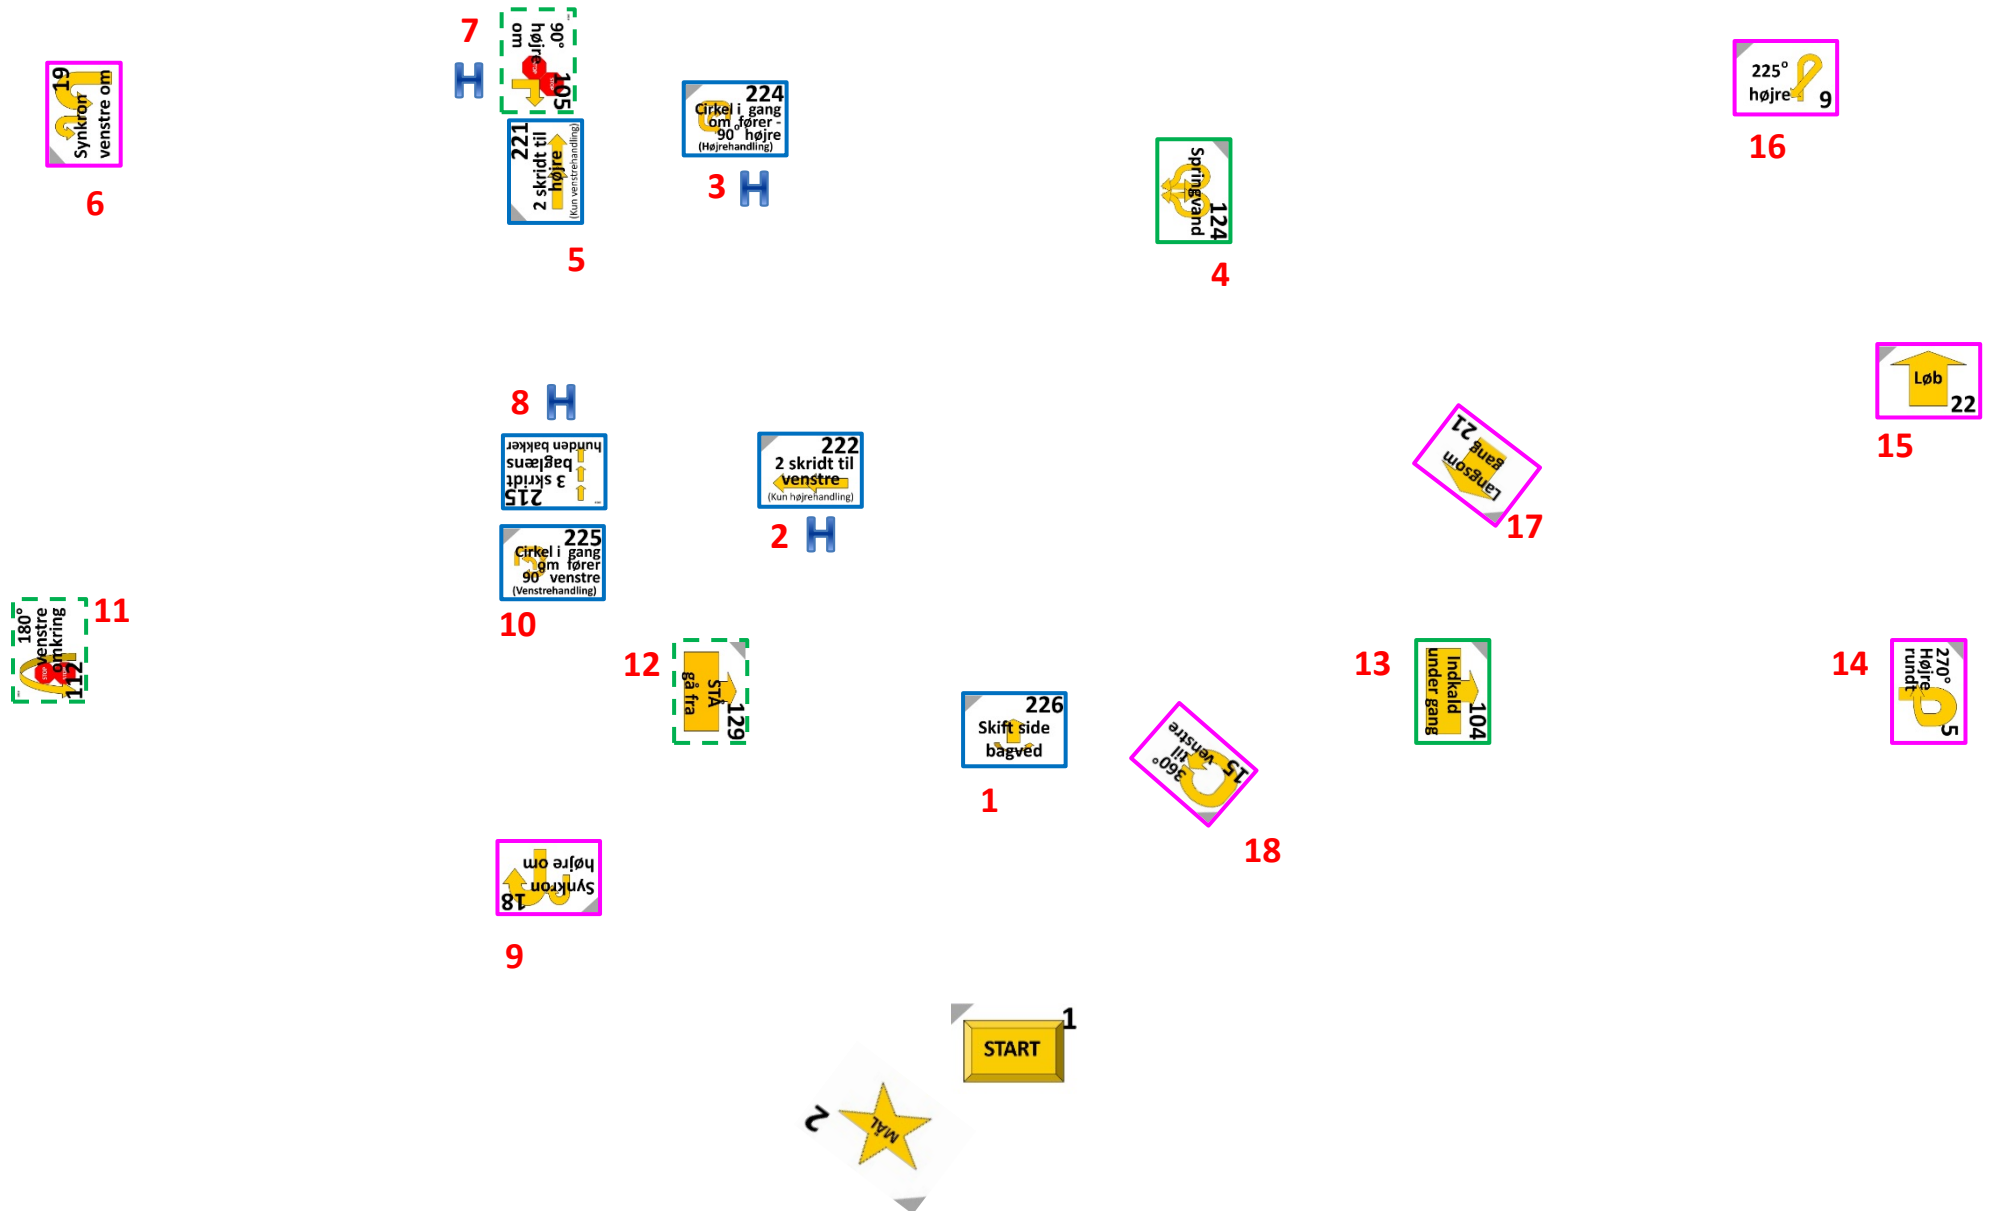 7
90°
højre
om
105
STOP
STOP
H
19
Synkron
venstre om
6
221
2 skridt til
højre
(Kun venstrehandling)
5
224
Cirkel i gang
om fører -
90° højre
(Højrehandling)
3
H
Springvand
124
4
225°
højre
9
16
Løb
22
15
8
H
215
3 skridt
baglæns
hunden bakker
222
2 skridt til
venstre
(Kun højrehandling)
2
H
21
Langsom
gang
17
225
Cirkel i gang
om fører
90° venstre
(Venstrehandling)
10
11
180°
venstre
omkring
112
12
STÅ
gå fra
129
226
Skift side
bagved
1
360°
til
venstre
15
18
13
Indkald
under gang
104
14
270°
Højre
rundt
5
18
Synkron
højre om
9
1
START
2
MÅL